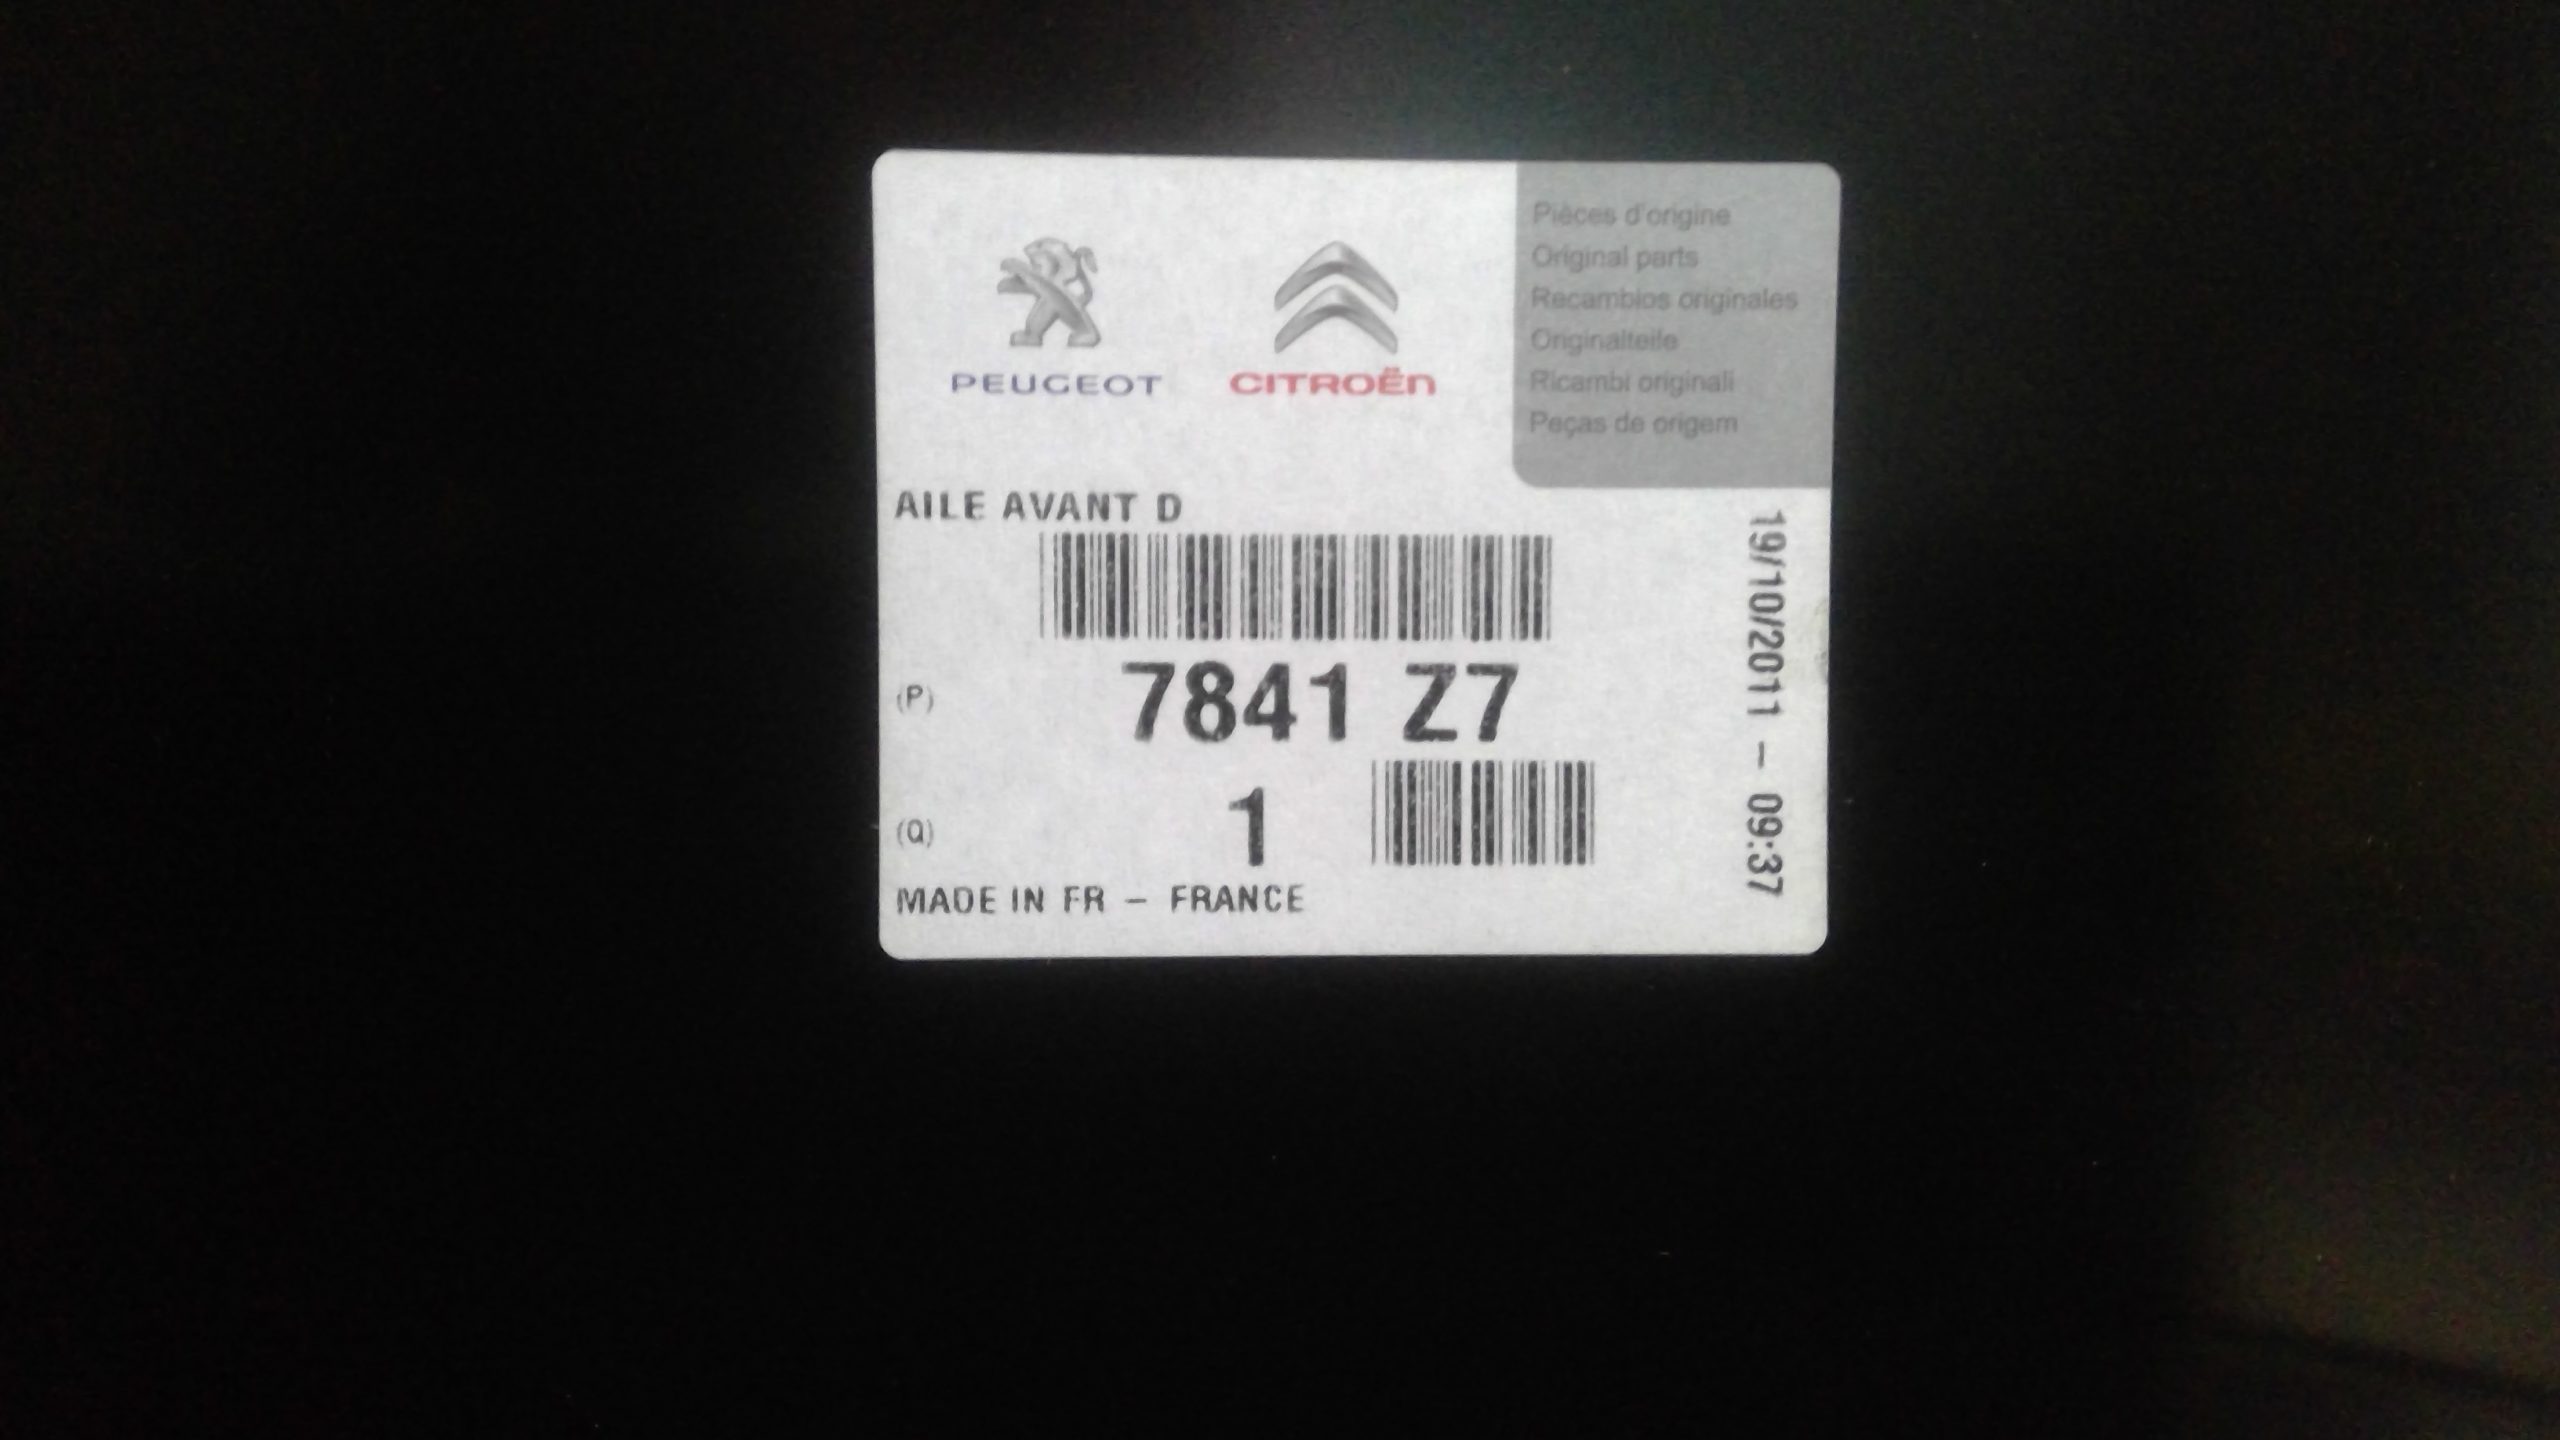 PEUGEOT
CITROËN
Pièces d'origine
Original parts
Recambios originales
Originalteile
Ricambi originali
Peças de origem
AILE AVANT D
(P) 7841 Z7
(Q) 1
MADE IN FR - FRANCE
19/10/2011 - 09:37